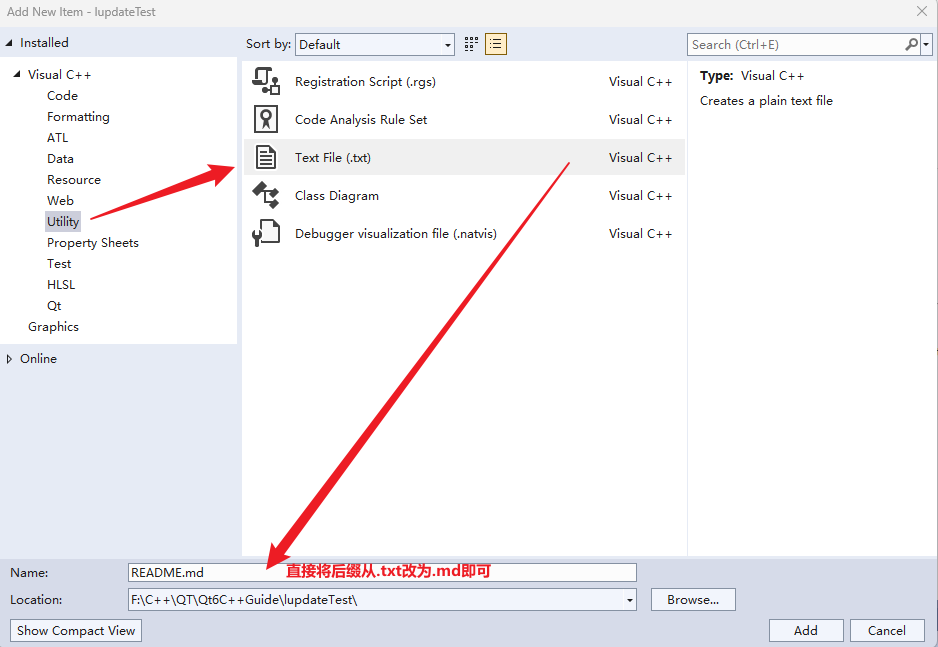 Add New Item - lupdateTest
Installed
Sort by: Default
Search (Ctrl+E)
Visual C++
Code
Formatting
ATL
Data
Resource
Web
Utility
Property Sheets
Test
HLSL
Qt
Graphics
Online
Registration Script (.rgs) Visual C++
Code Analysis Rule Set Visual C++
Text File (.txt) Visual C++
Class Diagram Visual C++
Debugger visualization file (.natvis) Visual C++
Type: Visual C++
Creates a plain text file
Name: README.md 直接将后缀从.txt改为.md即可
Location: F:\C++\QT\Qt6C++Guide\lupdateTest\ Browse...
Show Compact View Add Cancel